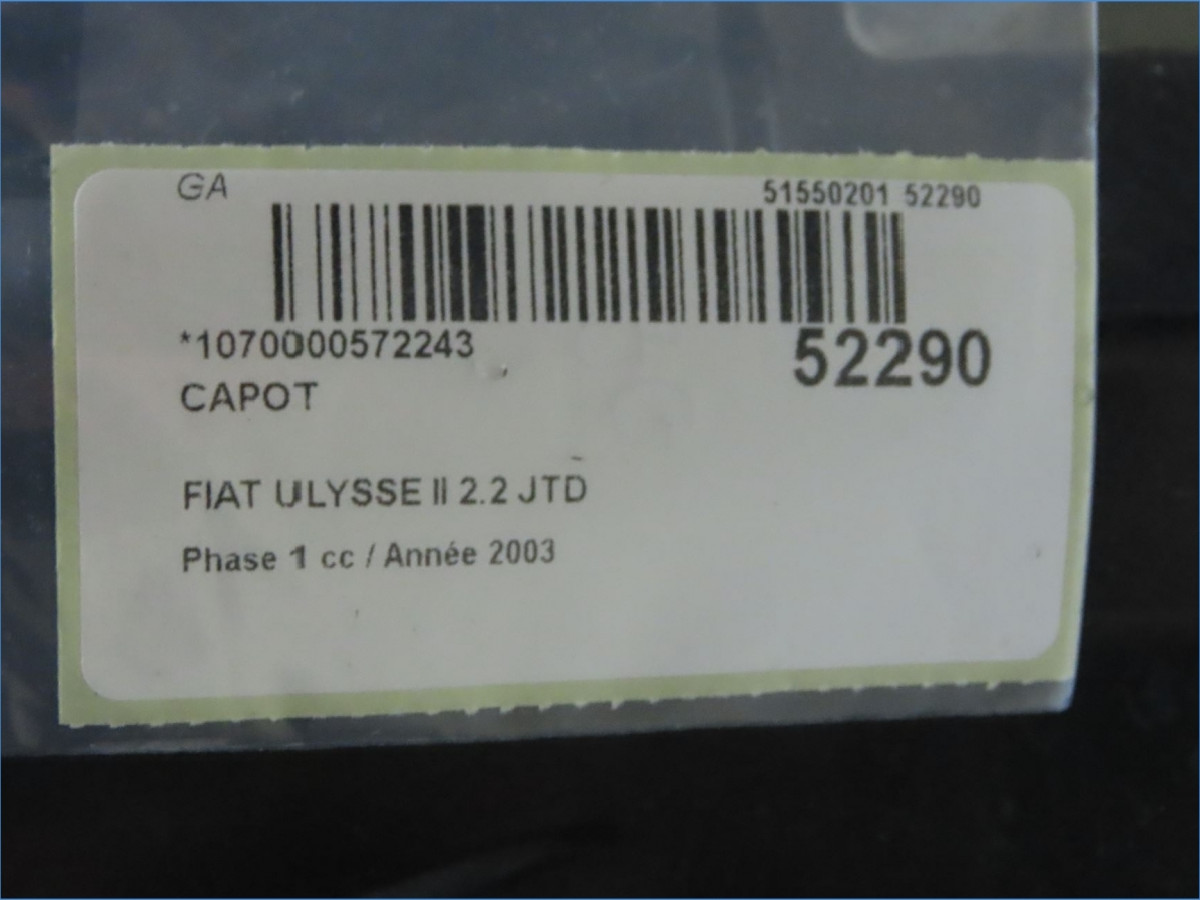 GA 51550201 52290
*1070000572243 52290
CAPOT
FIAT ULYSSE II 2.2 JTD
Phase 1 cc / Année 2003